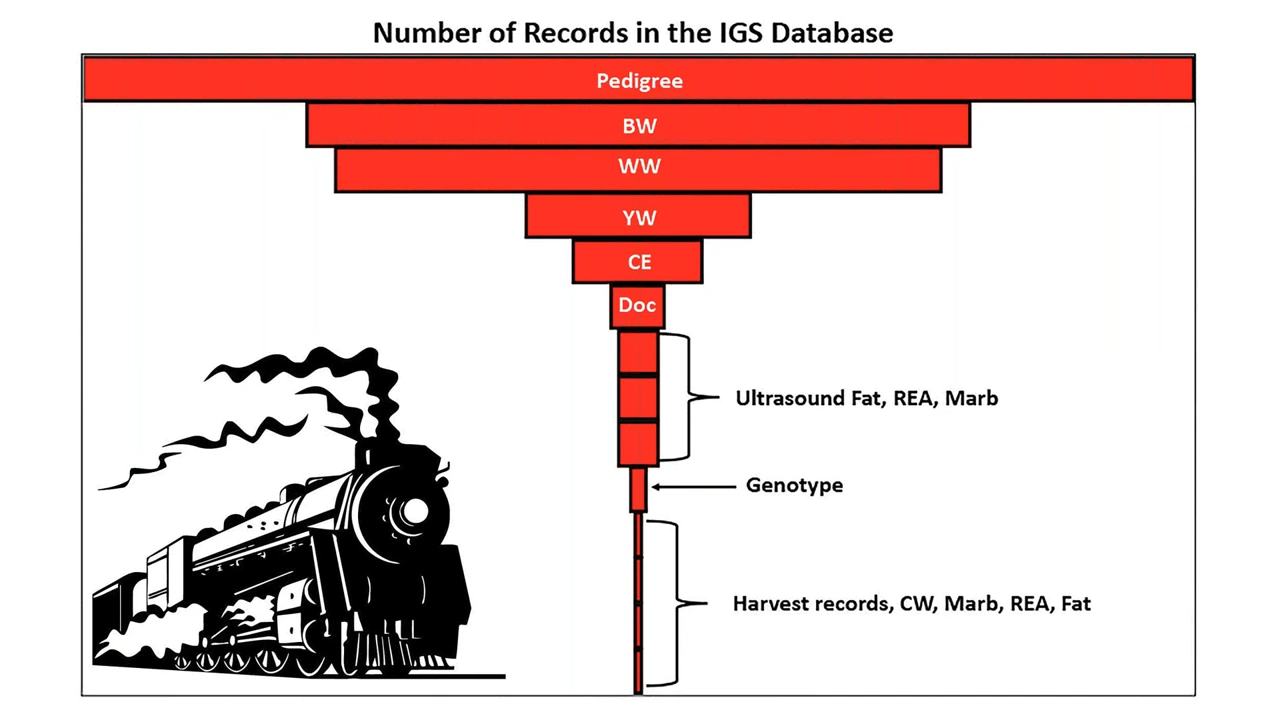 Number of Records in the IGS Database
Pedigree
BW
WW
YW
CE
Doc
Ultrasound Fat, REA, Marb
Genotype
Harvest records, CW, Marb, REA, Fat